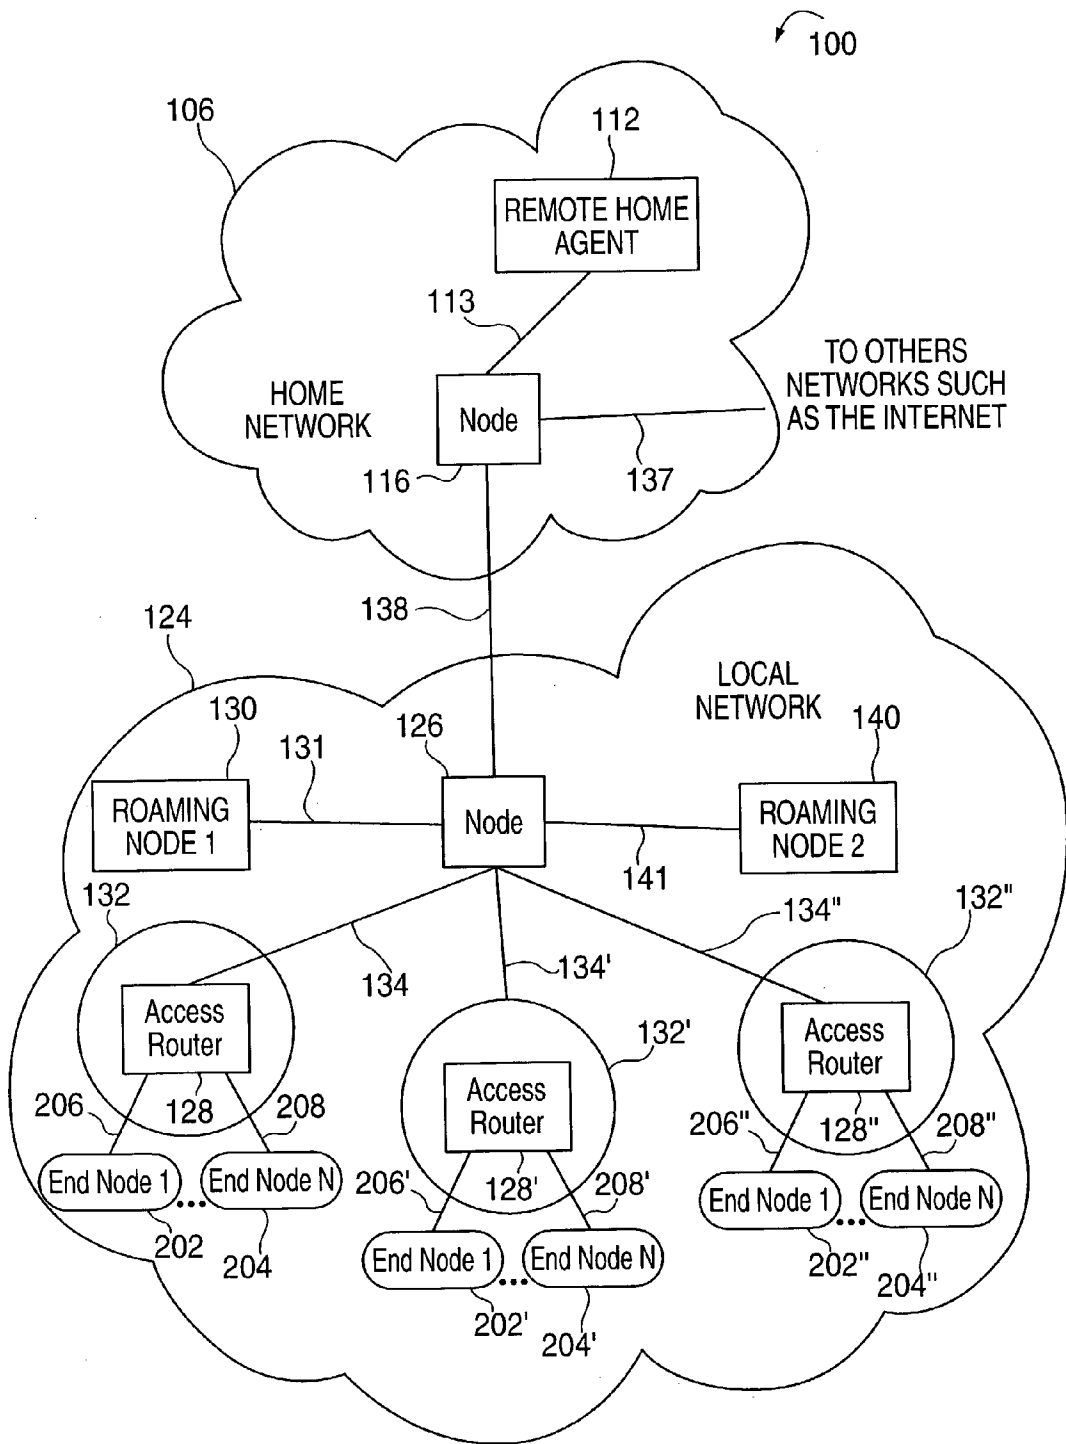 100
106
112
REMOTE HOME
AGENT
113
HOME
NETWORK
Node
TO OTHERS
NETWORKS SUCH
AS THE INTERNET
116
137
138
124
LOCAL
NETWORK
130
131
126
140
ROAMING
NODE 1
Node
ROAMING
NODE 2
141
132
132"
134"
134
134'
Access
Router
132'
Access
Router
Access
Router
206
128
208
206"
128"
208"
206'
128'
208'
End Node 1
...
End Node N
End Node 1
...
End Node N
202
204
End Node 1
...
End Node N
202"
204"
202'
204'